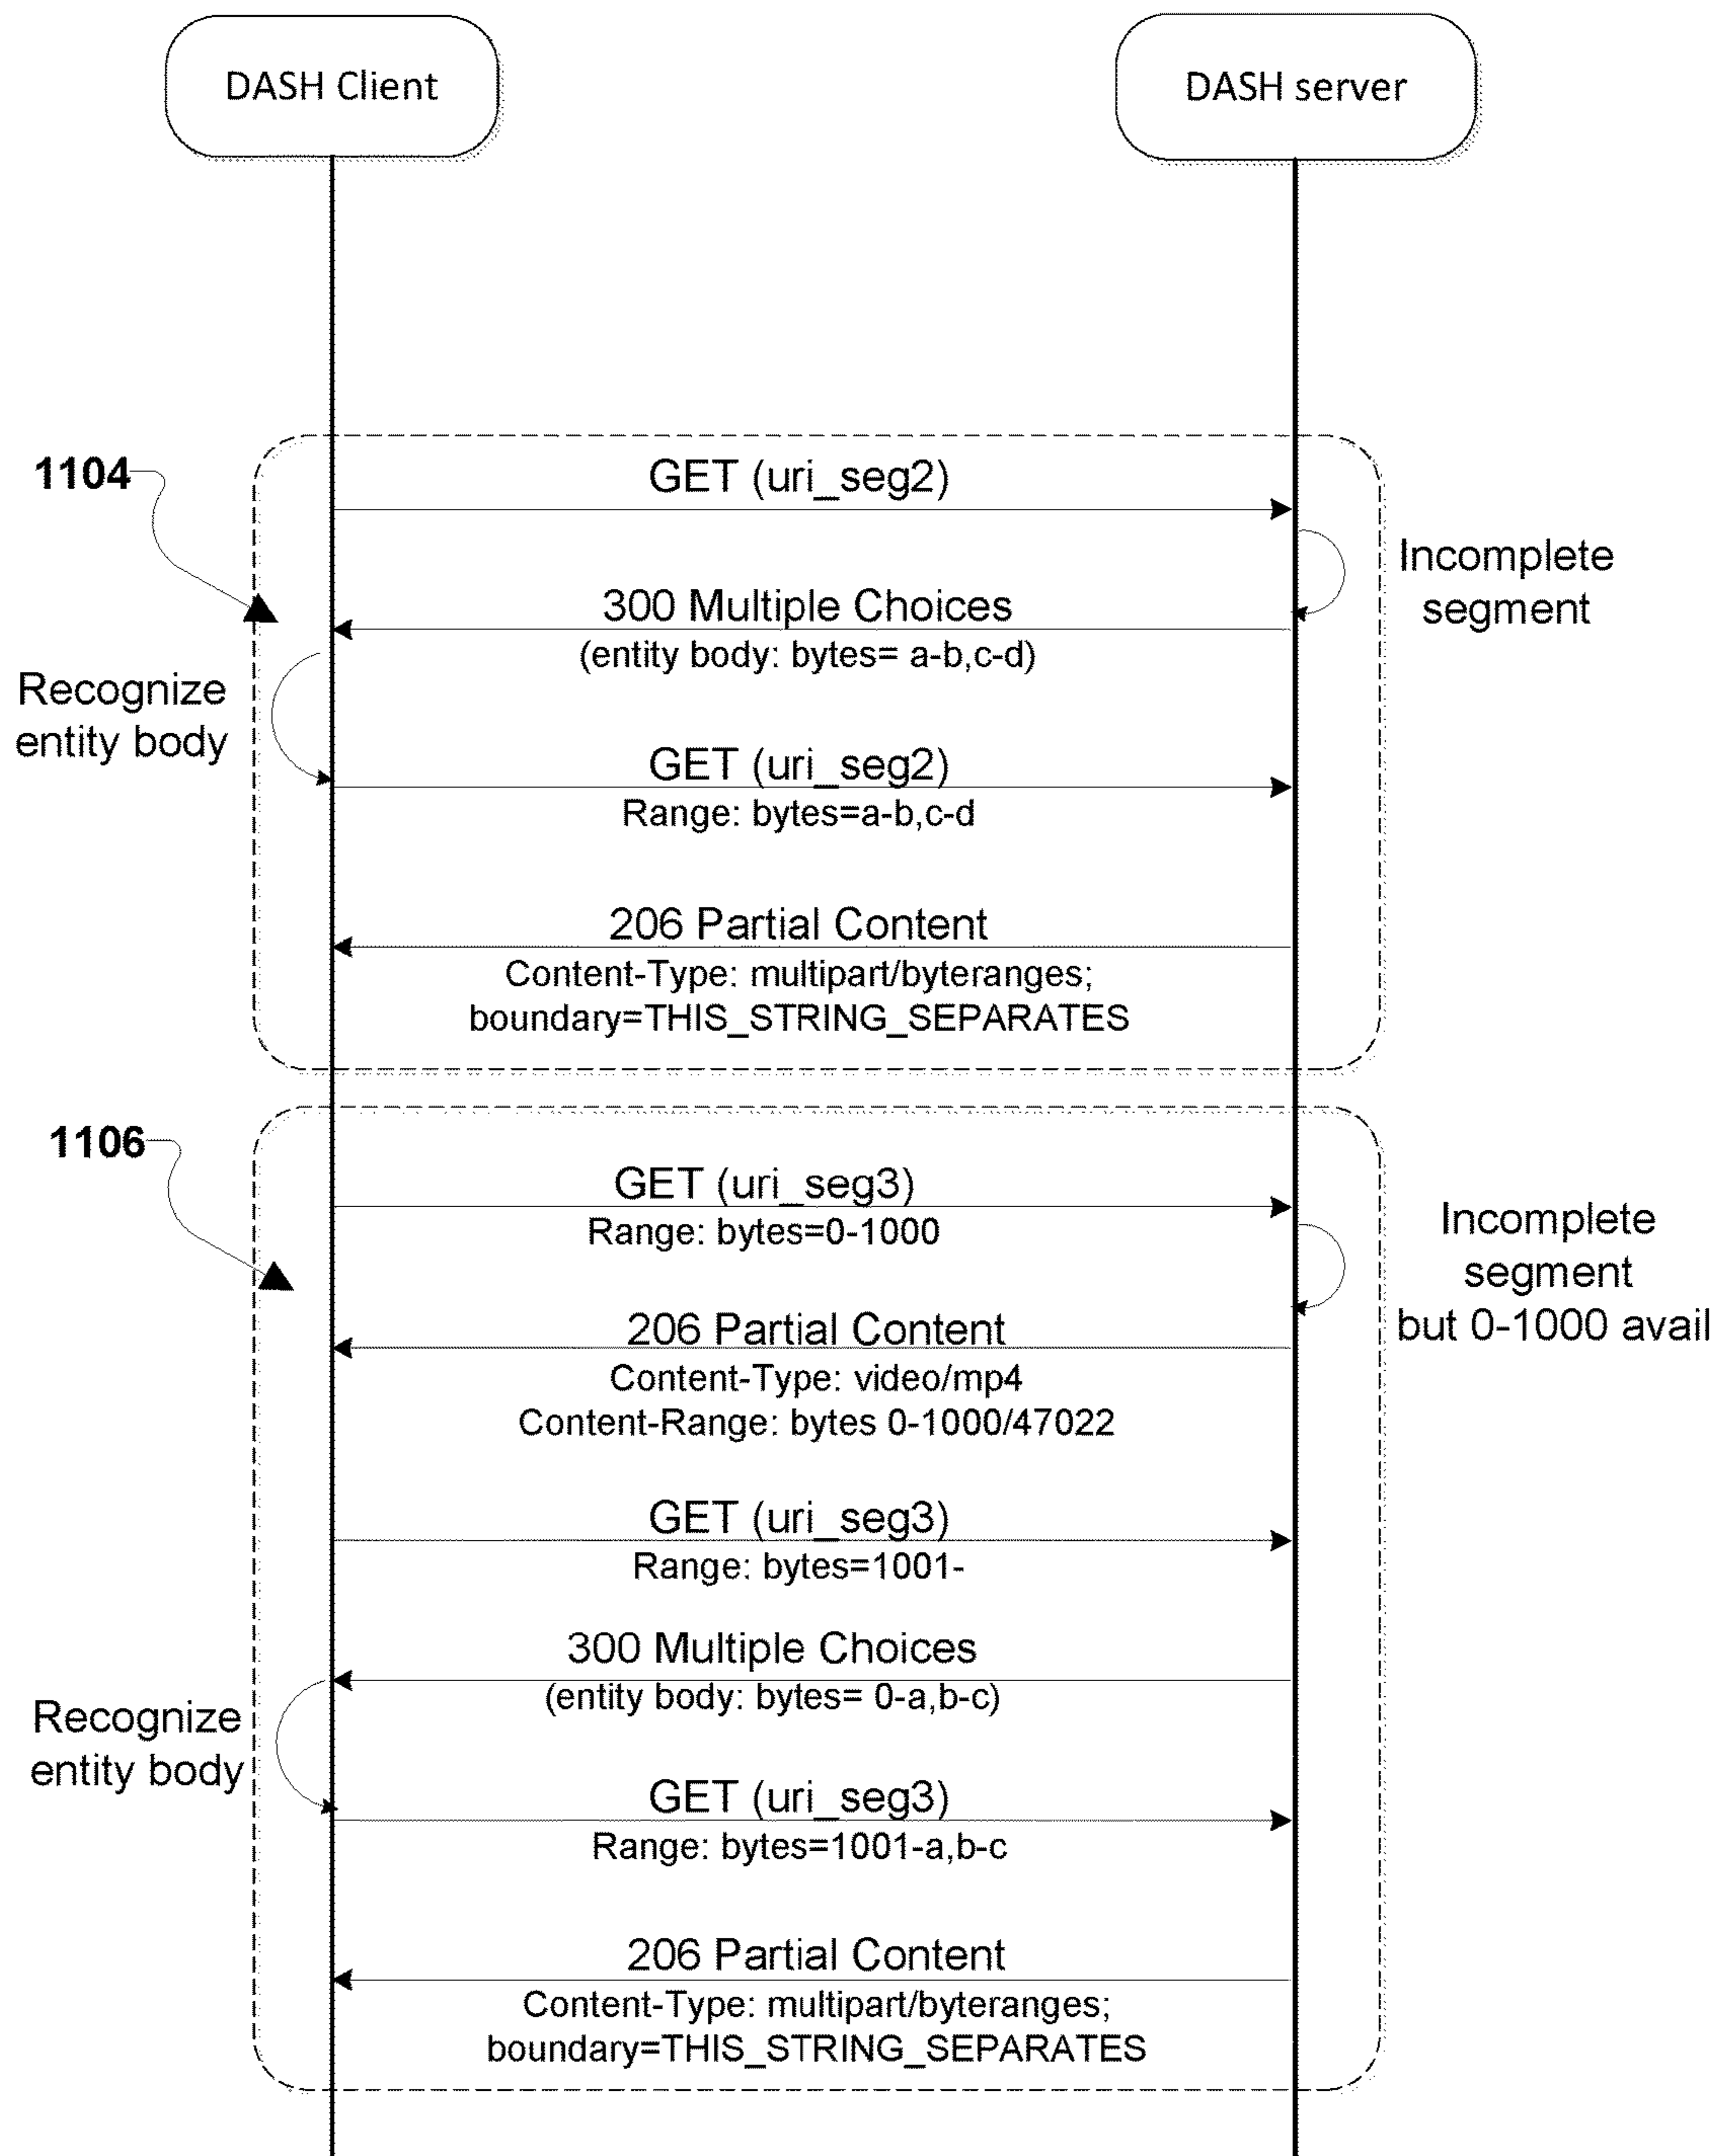 DASH Client
DASH server
1104
GET (uri_seg2)
Incomplete
segment
300 Multiple Choices
(entity body: bytes= a-b,c-d)
Recognize
entity body
GET (uri_seg2)
Range: bytes=a-b,c-d
206 Partial Content
Content-Type: multipart/byteranges;
boundary=THIS_STRING_SEPARATES
1106
GET (uri_seg3)
Range: bytes=0-1000
Incomplete
segment
but 0-1000 avail
206 Partial Content
Content-Type: video/mp4
Content-Range: bytes 0-1000/47022
GET (uri_seg3)
Range: bytes=1001-
300 Multiple Choices
(entity body: bytes= 0-a,b-c)
Recognize
entity body
GET (uri_seg3)
Range: bytes=1001-a,b-c
206 Partial Content
Content-Type: multipart/byteranges;
boundary=THIS_STRING_SEPARATES